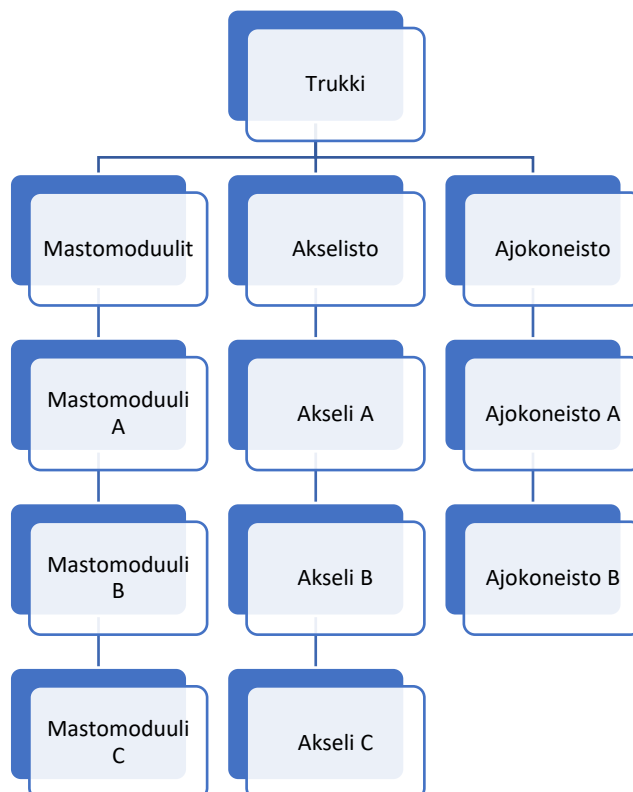 Trukki
Mastomoduulit
Akselisto
Ajokoneisto
Mastomoduuli
A
Akseli A
Ajokoneisto A
Mastomoduuli
B
Akseli B
Ajokoneisto B
Mastomoduuli
C
Akseli C